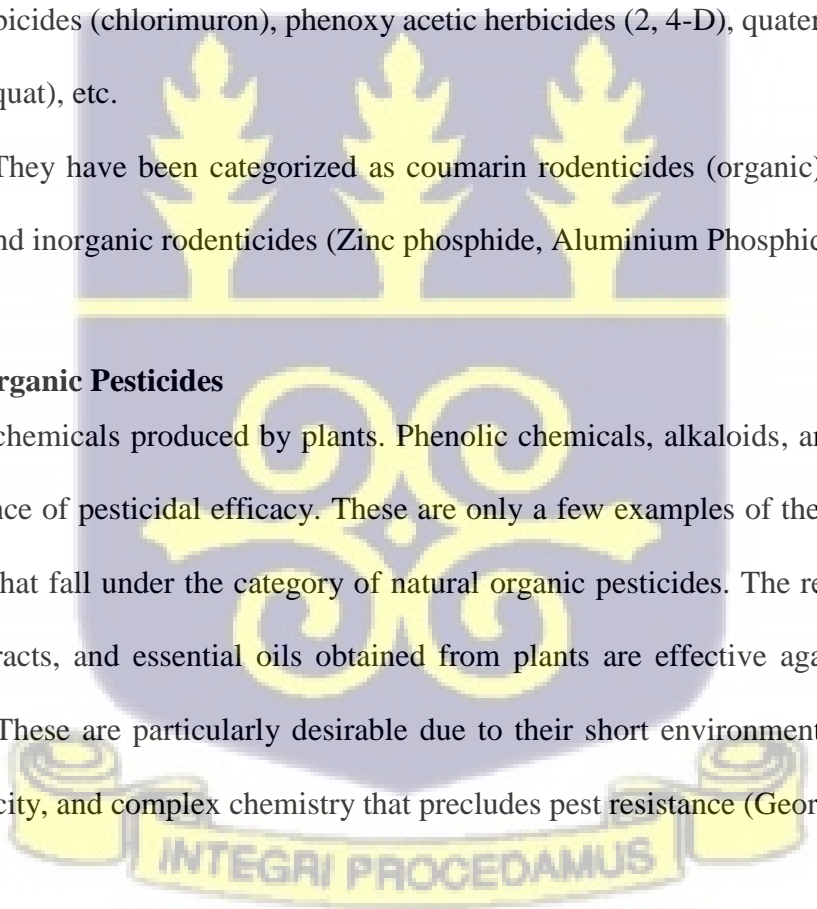 bicides (chlorimuron), phenoxy acetic herbicides (2, 4-D), quater
quat), etc.
They have been categorized as coumarin rodenticides (organic)
nd inorganic rodenticides (Zinc phosphide, Aluminium Phosphid
rganic Pesticides
chemicals produced by plants. Phenolic chemicals, alkaloids, an
nce of pesticidal efficacy. These are only a few examples of the
hat fall under the category of natural organic pesticides. The re
racts, and essential oils obtained from plants are effective aga
These are particularly desirable due to their short environment
city, and complex chemistry that precludes pest resistance (Geor
INTEGRI PROCEDAMUS